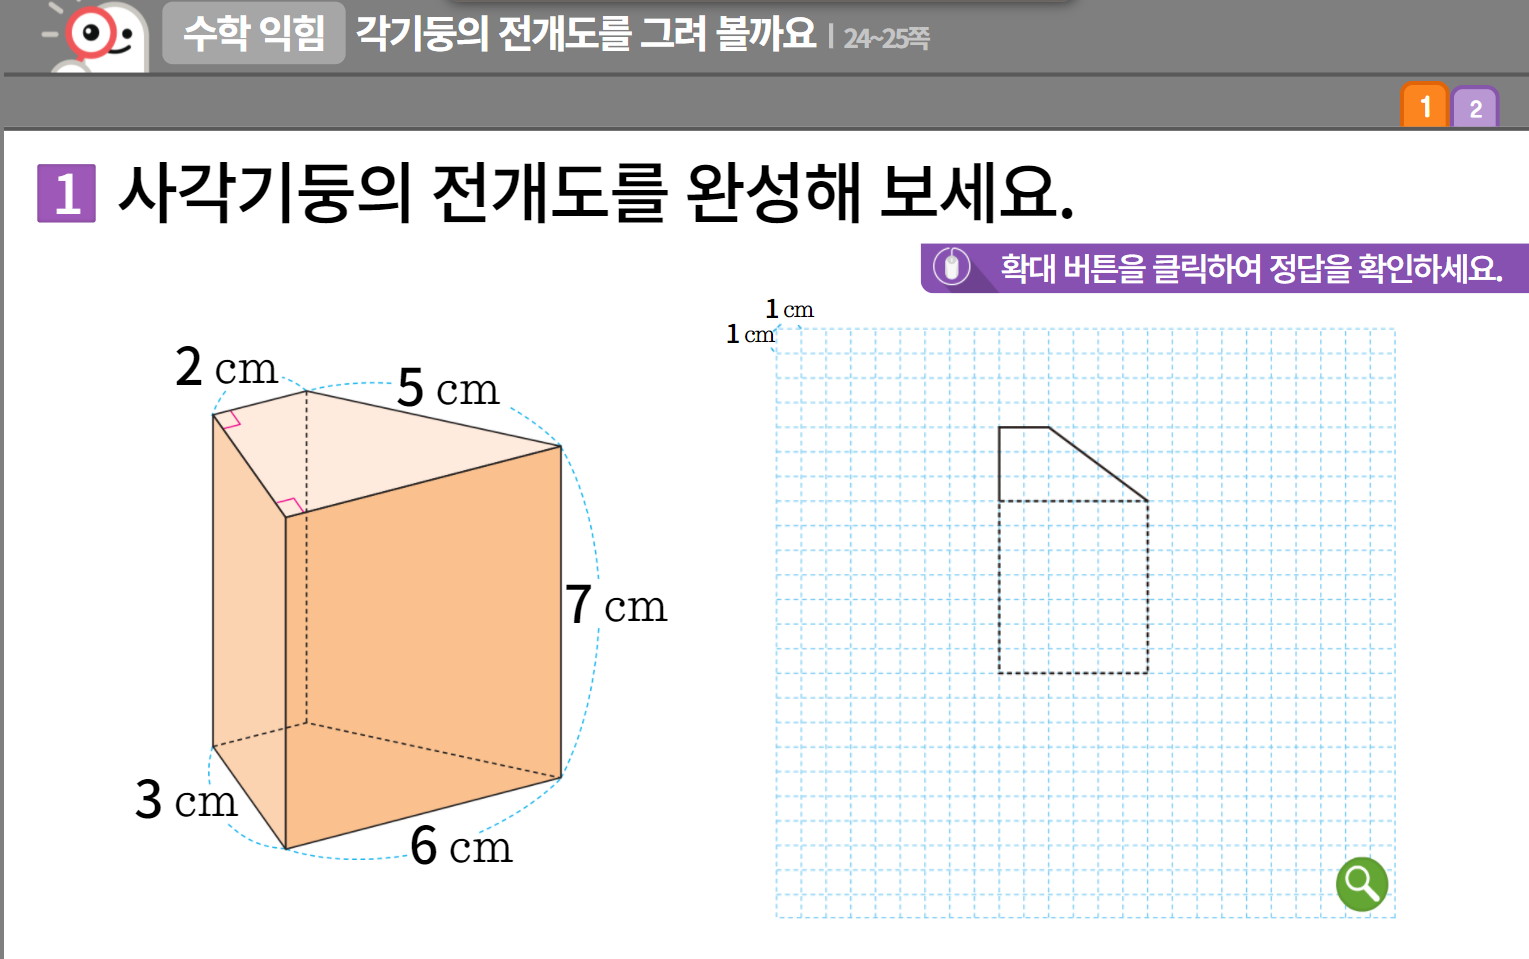 수학 익힘 각기둥의 전개도를 그려 볼까요 | 24~25쪽
1 2
1 사각기둥의 전개도를 완성해 보세요.
확대 버튼을 클릭하여 정답을 확인하세요.
1 cm
1 cm
2 cm
5 cm
7 cm
3 cm
6 cm